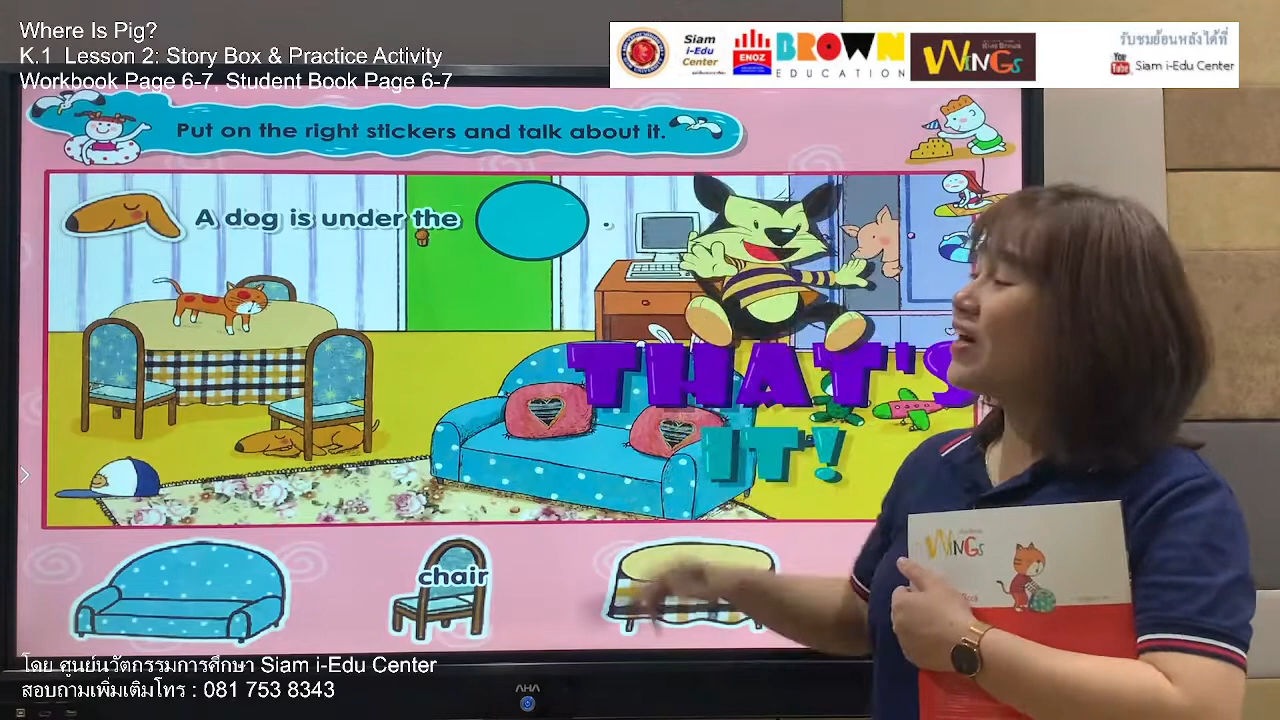 Where Is Pig?
K.1 Lesson 2: Story Box & Practice Activity
Workbook Page 6-7, Student Book Page 6-7
Siam
i-Edu
Center
ENOZ
BROWN
EDUCATION
WINGS
รับชมย้อนหลังได้ที่
You
Tube
Siam i-Edu Center
Put on the right stickers and talk about it.
A dog is under the
.
THAT'S
IT!
chair
WINGS
โดย ศูนย์นวัตกรรมการศึกษา Siam i-Edu Center
สอบถามเพิ่มเติมโทร : 081 753 8343
AHA